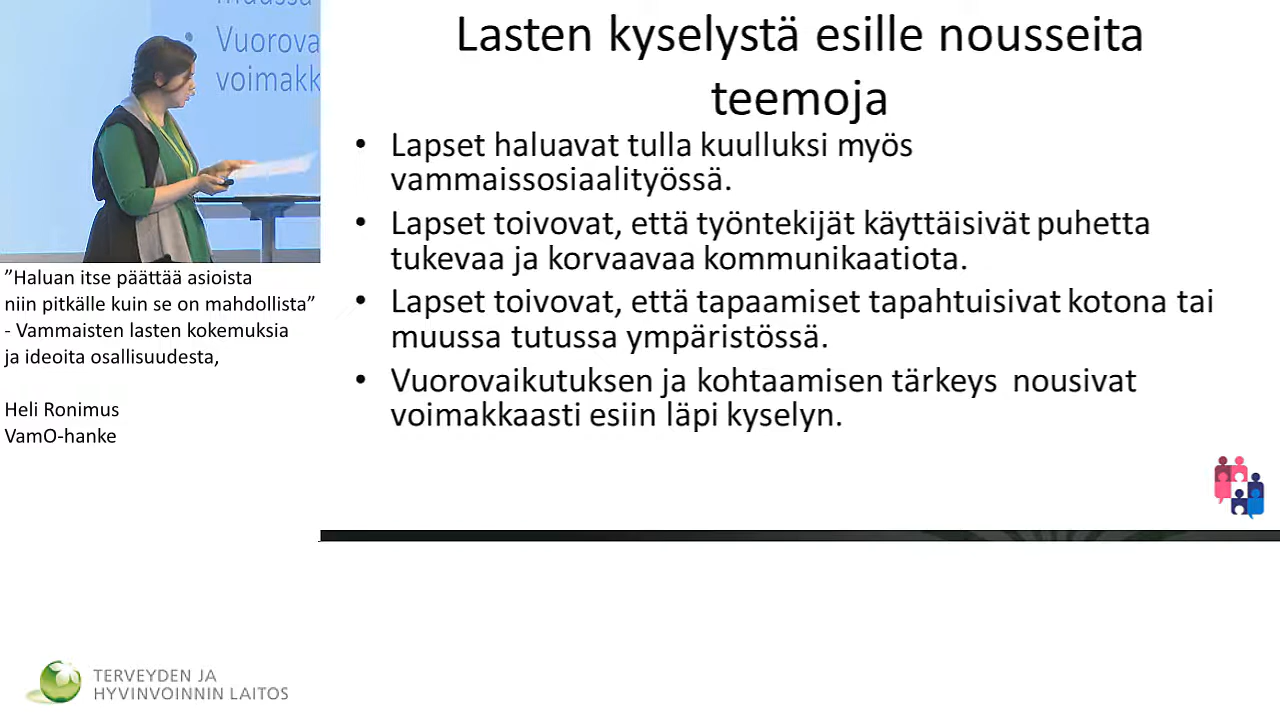 muussa
• Vuorova
voimakk
Lasten kyselystä esille nousseita
teemoja
• Lapset haluavat tulla kuulluksi myös
vammaissosiaalityössä.
• Lapset toivovat, että työntekijät käyttäisivät puhetta
tukevaa ja korvaavaa kommunikaatiota.
• Lapset toivovat, että tapaamiset tapahtuisivat kotona tai
muussa tutussa ympäristössä.
• Vuorovaikutuksen ja kohtaamisen tärkeys  nousivat
voimakkaasti esiin läpi kyselyn.
”Haluan itse päättää asioista
niin pitkälle kuin se on mahdollista”
- Vammaisten lasten kokemuksia
ja ideoita osallisuudesta,
Heli Ronimus
VamO-hanke
TERVEYDEN JA
HYVINVOINNIN LAITOS